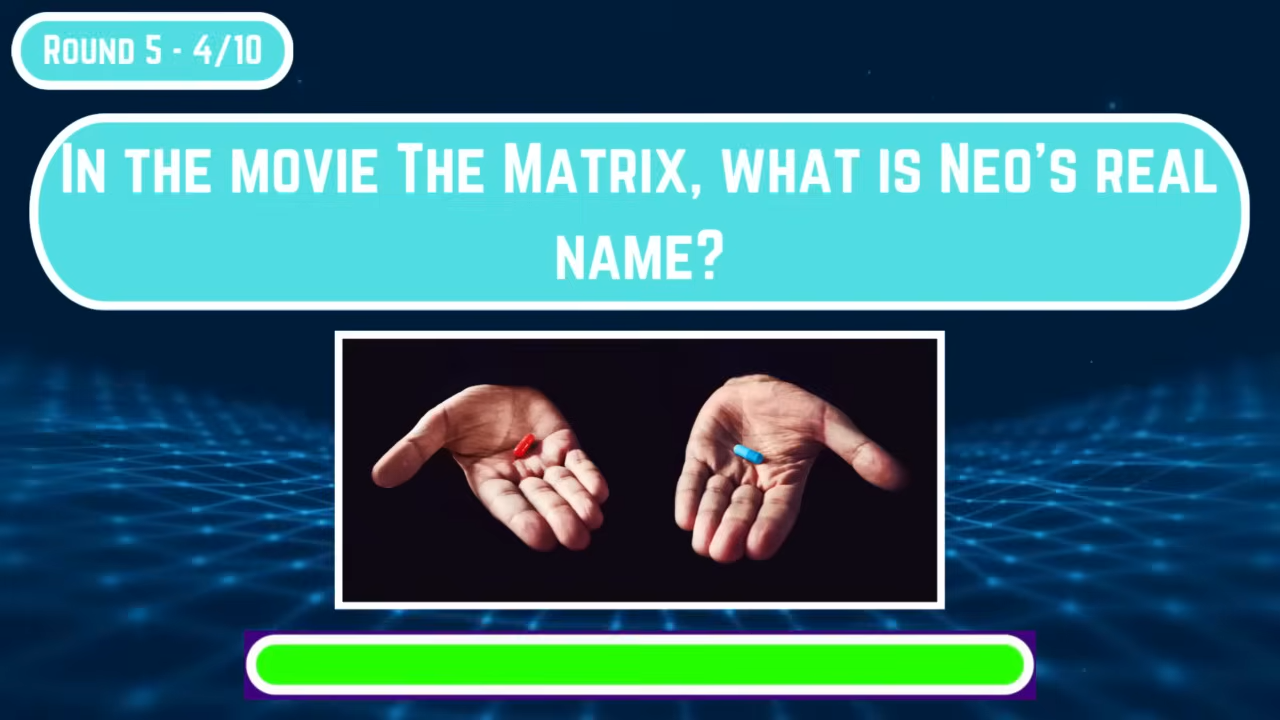 Round 5 - 4/10
In the movie The Matrix, what is Neo's real
name?